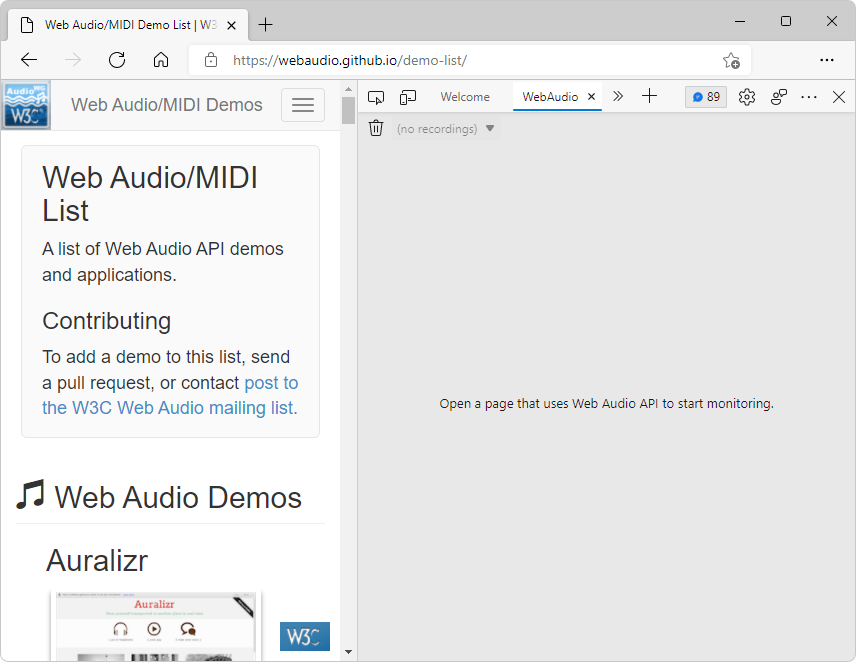 Web Audio/MIDI Demo List | W3
https://webaudio.github.io/demo-list/
Audio WG
W3C
Web Audio/MIDI Demos
Welcome
WebAudio
89
(no recordings)
Web Audio/MIDI
List
A list of Web Audio API demos
and applications.
Contributing
To add a demo to this list, send
a pull request, or contact post to
the W3C Web Audio mailing list.
Open a page that uses Web Audio API to start monitoring.
Web Audio Demos
Auralizr
Auralizr
W3C